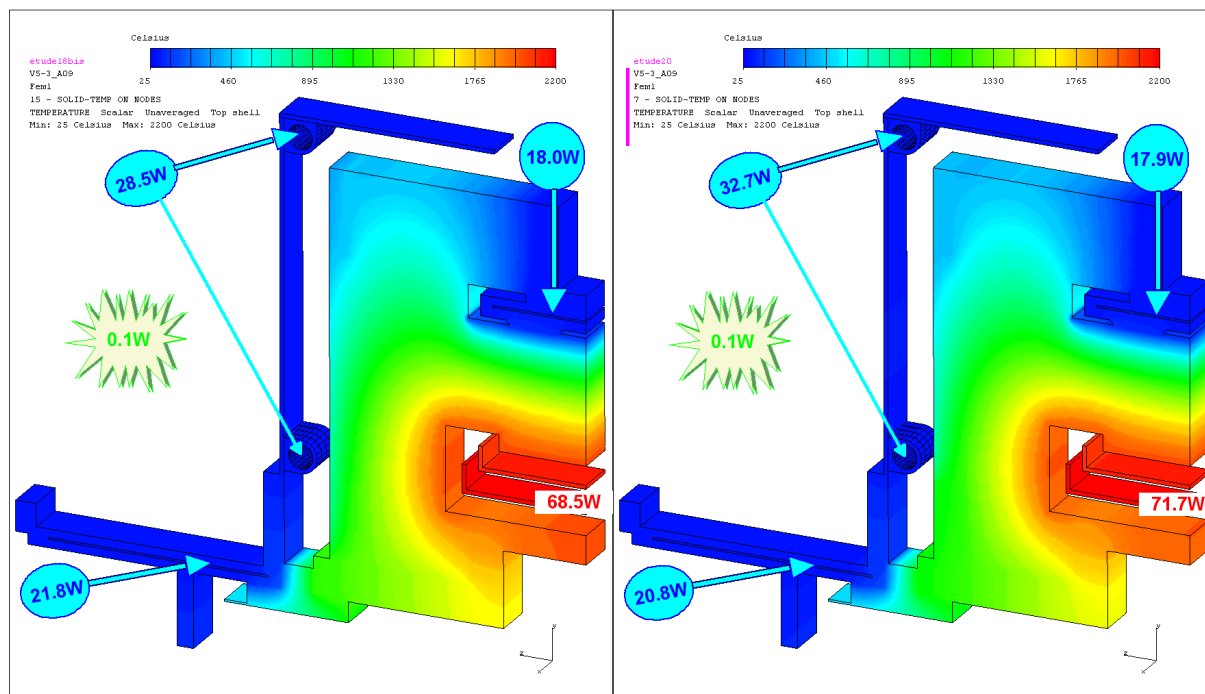 Celsius
25 460 895 1330 1765 2200
etude18bis
V5-3_A09
Fem1
15 - SOLID-TEMP ON NODES
TEMPERATURE Scalar Unaveraged Top shell
Min: 25 Celsius Max: 2200 Celsius
28.5W
18.0W
0.1W
68.5W
21.8W
y
z
x
Celsius
25 460 895 1330 1765 2200
etude20
V5-3_A09
Fem1
7 - SOLID-TEMP ON NODES
TEMPERATURE Scalar Unaveraged Top shell
Min: 25 Celsius Max: 2200 Celsius
32.7W
17.9W
0.1W
71.7W
20.8W
y
z
x